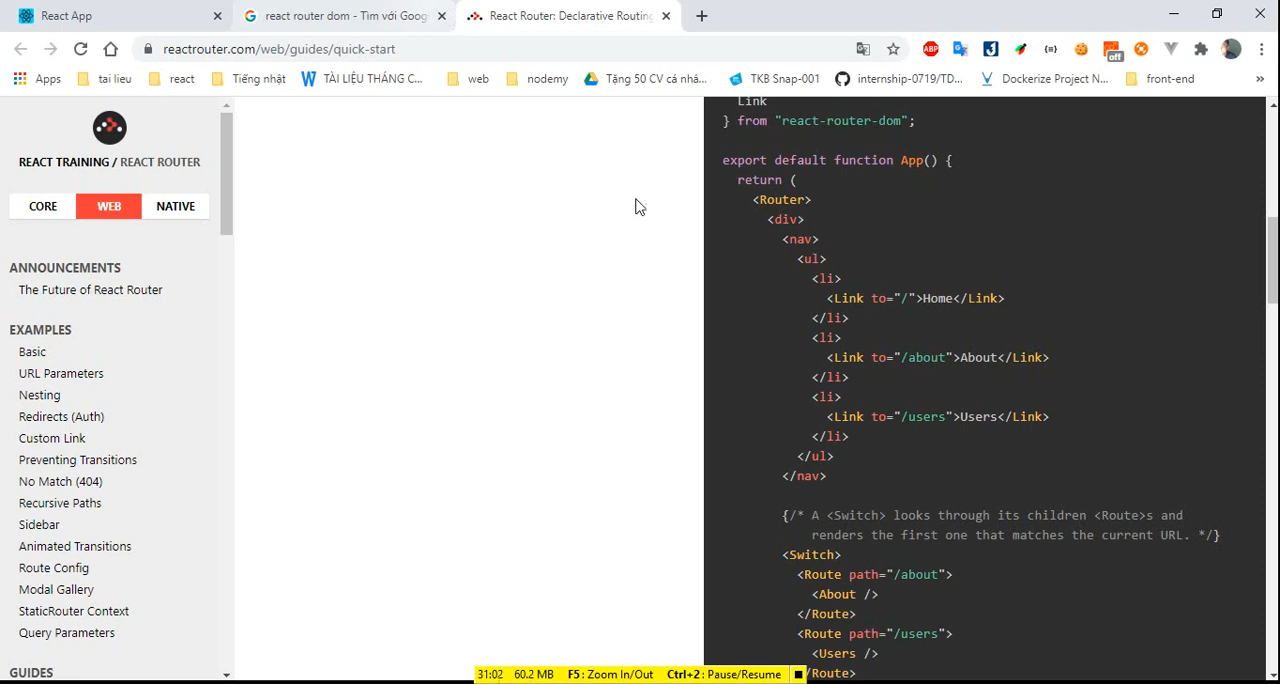 React App
react router dom - Tìm với Goog
React Router: Declarative Routing
reactrouter.com/web/guides/quick-start
ABP
off
Apps
tai lieu
react
Tiếng nhật
TÀI LIỆU THÁNG C...
web
nodemy
Tặng 50 CV cá nhâ...
TKB Snap-001
internship-0719/TD...
Dockerize Project N...
front-end
»
REACT TRAINING / REACT ROUTER
CORE
WEB
NATIVE
ANNOUNCEMENTS
The Future of React Router
EXAMPLES
Basic
URL Parameters
Nesting
Redirects (Auth)
Custom Link
Preventing Transitions
No Match (404)
Recursive Paths
Sidebar
Animated Transitions
Route Config
Modal Gallery
StaticRouter Context
Query Parameters
GUIDES
Link
} from "react-router-dom";
export default function App() {
return (
<Router>
<div>
<nav>
<ul>
<li>
<Link to="/">Home</Link>
</li>
<li>
<Link to="/about">About</Link>
</li>
<li>
<Link to="/users">Users</Link>
</li>
</ul>
</nav>
{/* A <Switch> looks through its children <Route>s and
renders the first one that matches the current URL. */}
<Switch>
<Route path="/about">
<About />
</Route>
<Route path="/users">
<Users />
</Route>
31:02 60.2 MB F5: Zoom In/Out Ctrl+2: Pause/Resume